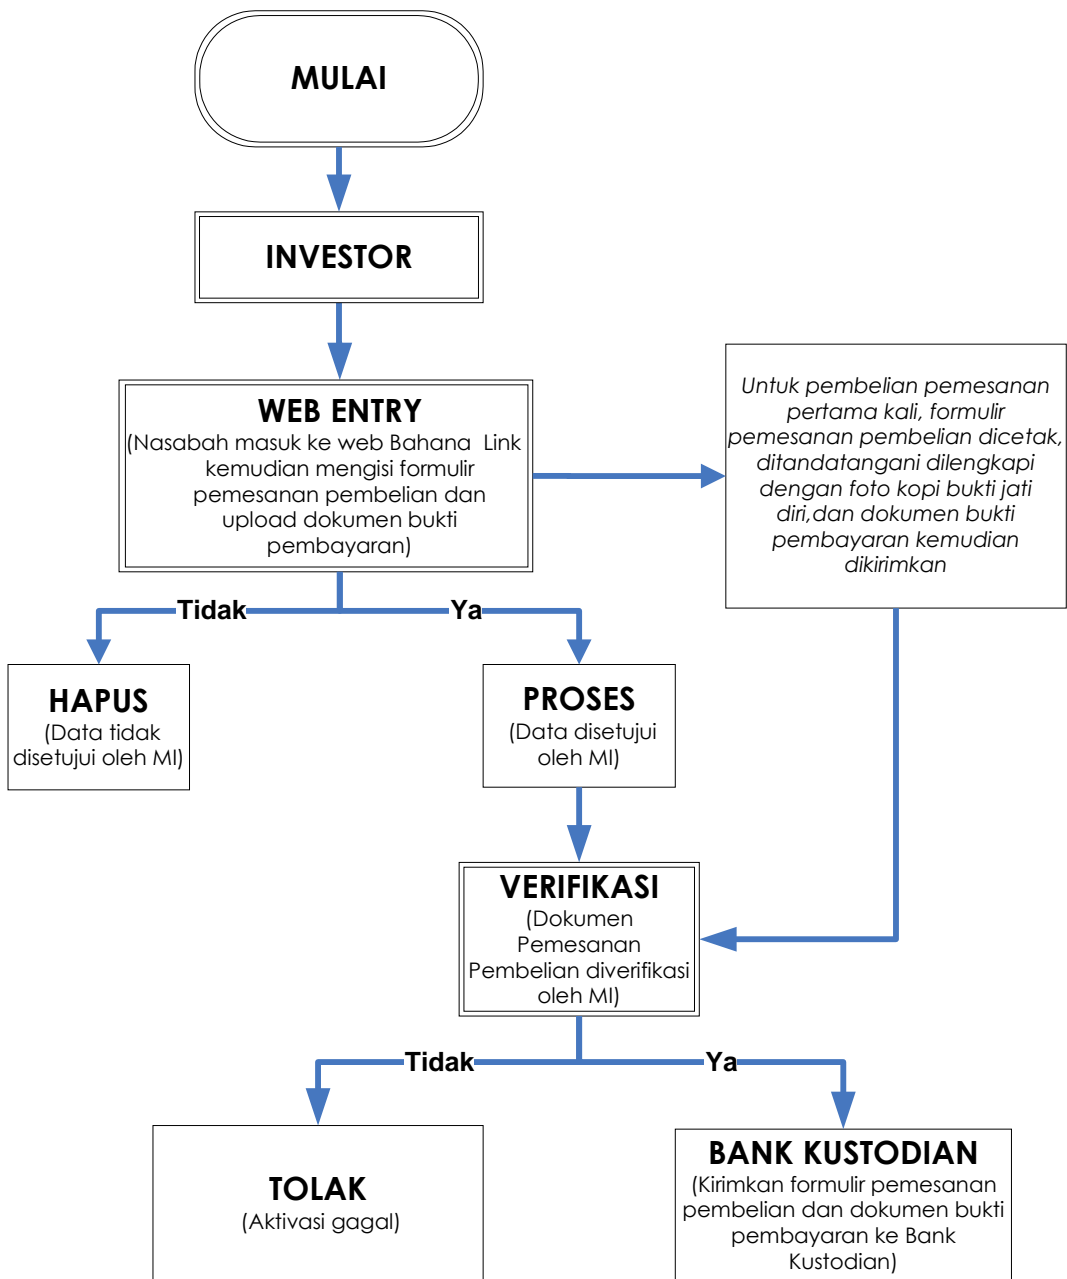 MULAI
INVESTOR
WEB ENTRY
(Nasabah masuk ke web Bahana  Link
kemudian mengisi formulir
pemesanan pembelian dan
upload dokumen bukti
pembayaran)
Untuk pembelian pemesanan
pertama kali, formulir
pemesanan pembelian dicetak,
ditandatangani dilengkapi
dengan foto kopi bukti jati
diri,dan dokumen bukti
pembayaran kemudian
dikirimkan
Tidak
Ya
HAPUS
(Data tidak
disetujui oleh MI)
PROSES
(Data disetujui
oleh MI)
VERIFIKASI
(Dokumen
Pemesanan
Pembelian diverifikasi
oleh MI)
Tidak
Ya
TOLAK
(Aktivasi gagal)
BANK KUSTODIAN
(Kirimkan formulir pemesanan
pembelian dan dokumen bukti
pembayaran ke Bank
Kustodian)